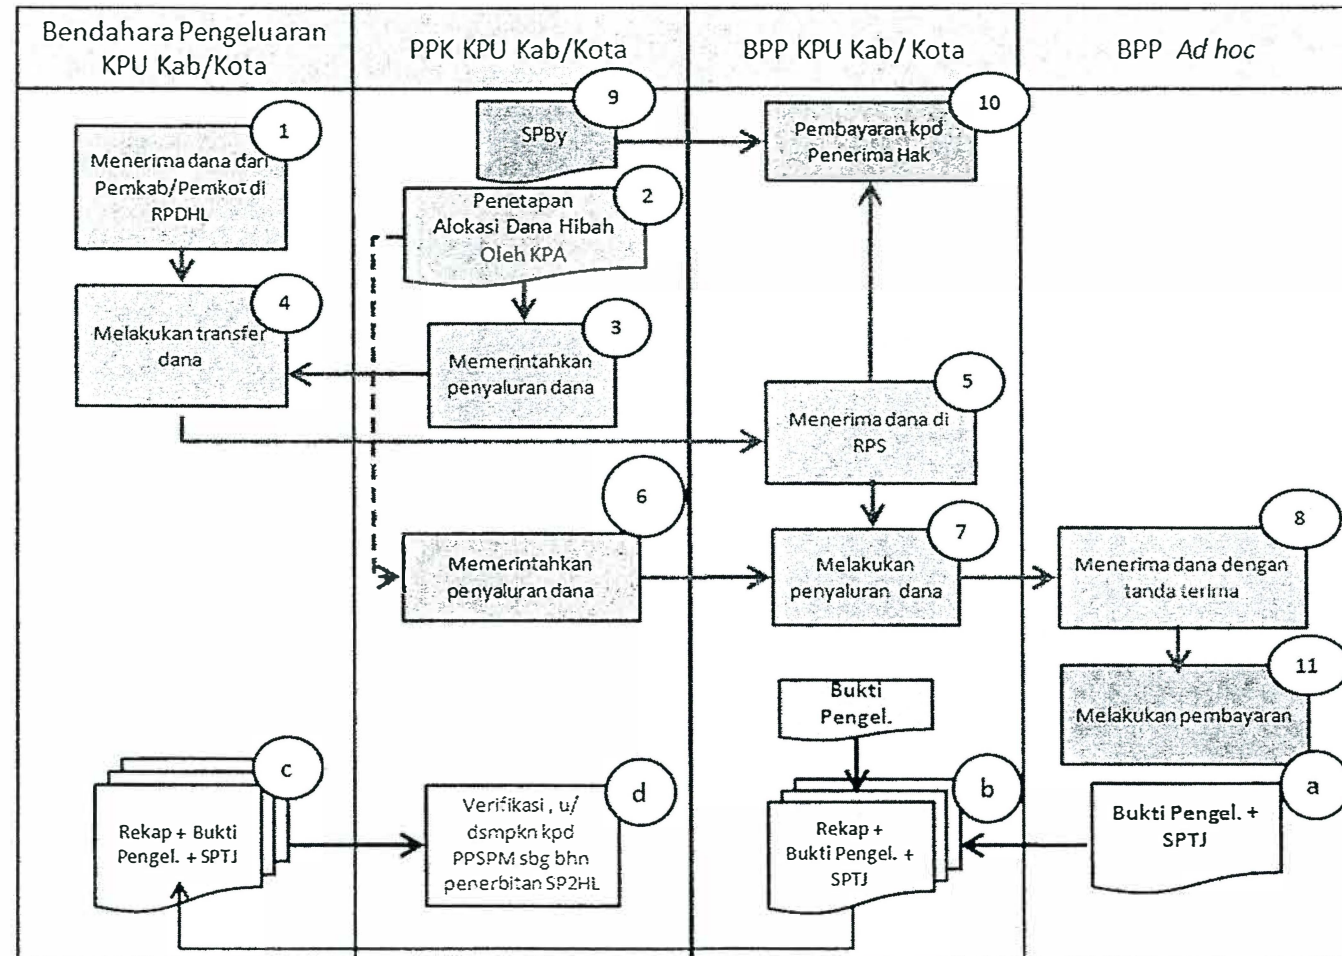 Bendahara Pengeluaran
KPU Kab/Kota
PPK KPU Kab/Kota
BPP KPU Kab/ Kota
BPP Ad hoc
1
Menerima dana dari
Pemkab/Pemkot di
RPDHL
9
SPBy
10
Pembayaran kpd
Penerima Hak
2
Penetapan
Alokasi Dana Hibah
Oleh KPA
4
Melakukan transfer
dana
3
Memerintahkan
penyaluran dana
5
Menerima dana di
RPS
6
Memerintahkan
penyaluran dana
7
Melakukan
penyaluran dana
8
Menerima dana dengan
tanda terima
11
Melakukan pembayaran
Bukti
Pengel.
c
Rekap + Bukti
Pengel. + SPTJ
d
Verifikasi , u/
dsmpkn kpd
PPSPM sbg bhn
penerbitan SP2HL
b
Rekap +
Bukti Pengel. +
SPTJ
a
Bukti Pengel. +
SPTJ